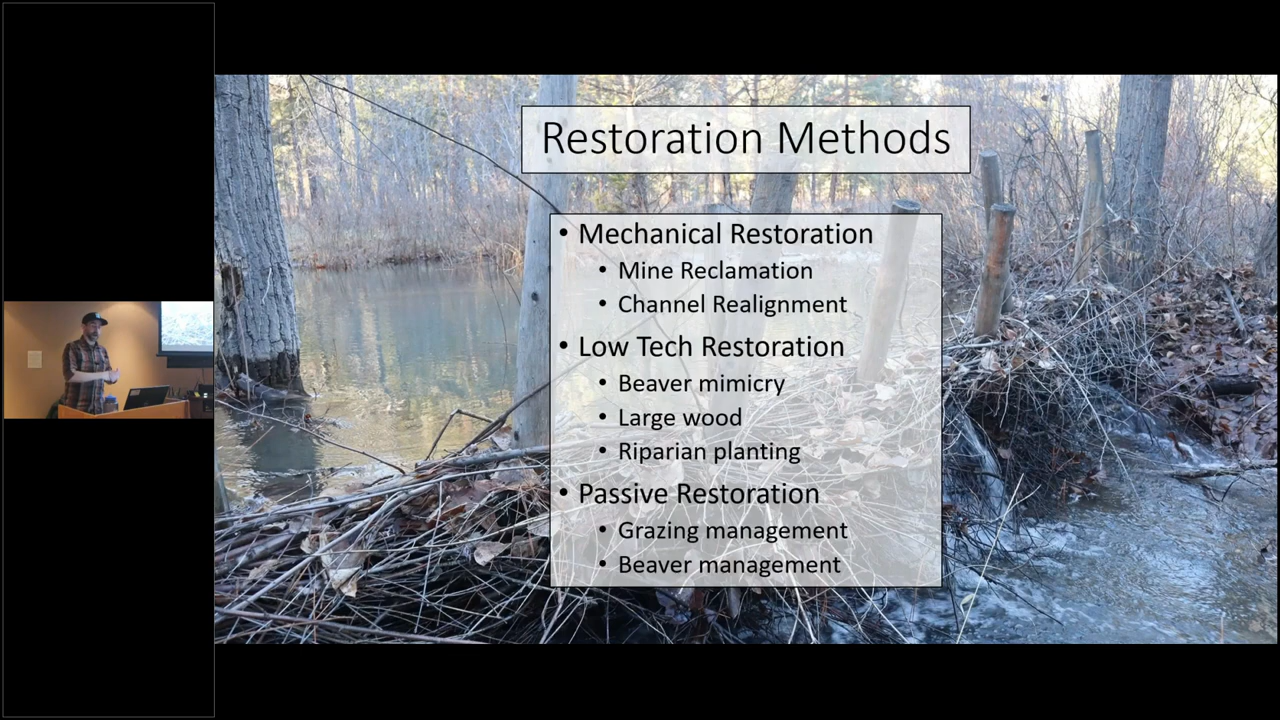 Restoration Methods
• Mechanical Restoration
• Mine Reclamation
• Channel Realignment
• Low Tech Restoration
• Beaver mimicry
• Large wood
• Riparian planting
• Passive Restoration
• Grazing management
• Beaver management